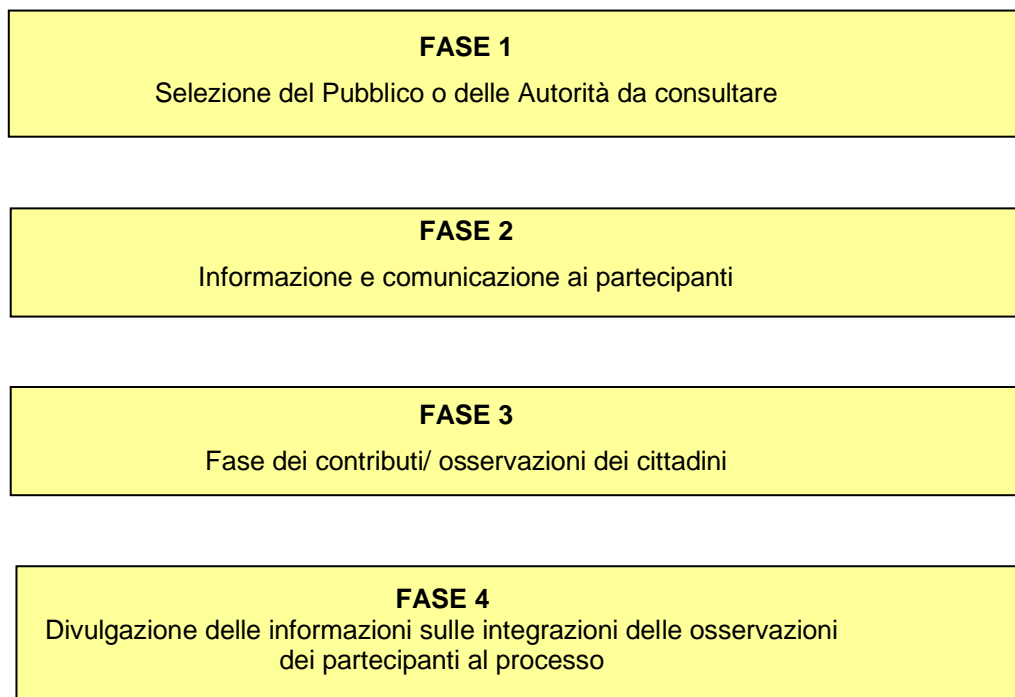 FASE 1
Selezione del Pubblico o delle Autorità da consultare
FASE 2
Informazione e comunicazione ai partecipanti
FASE 3
Fase dei contributi/ osservazioni dei cittadini
FASE 4
Divulgazione delle informazioni sulle integrazioni delle osservazioni
dei partecipanti al processo